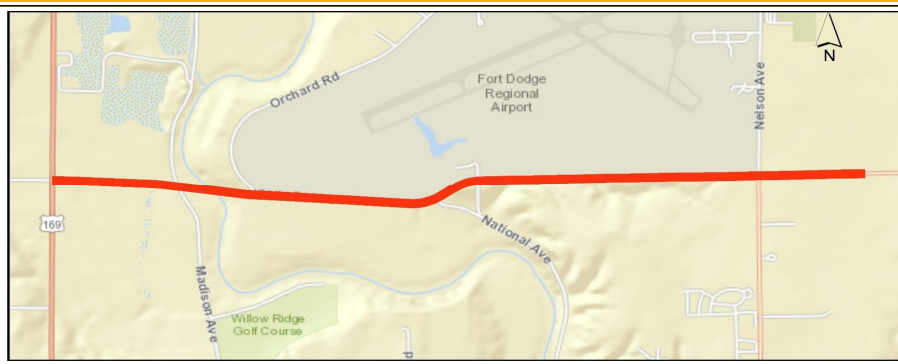 N
Orchard Rd
Fort Dodge
Regional
Airport
Nelson Ave
169
National Ave
Madison Ave
Willow Ridge
Golf Course